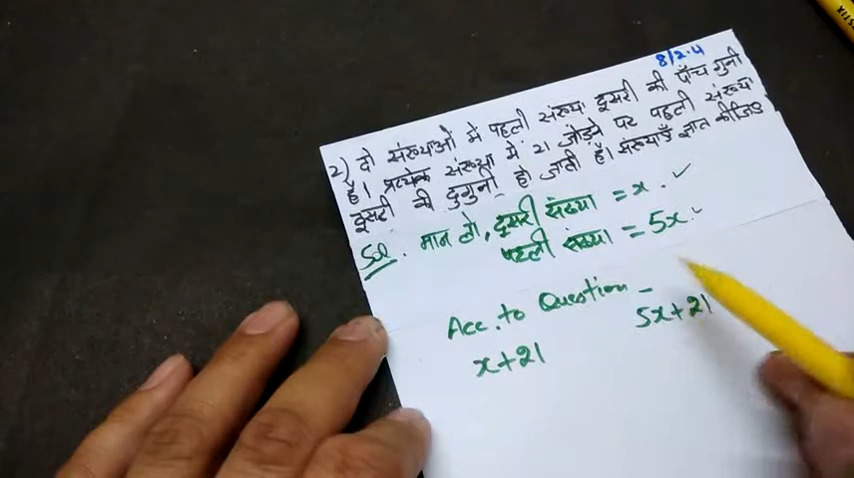 8/2.4
2) दो संख्याओं में पहली संख्या दूसरी की पाँच गुनी
है। प्रत्येक संख्या में 21 जोड़ने पर पहली संख्या
दूसरी की दुगुनी हो जाती है। संख्याएँ ज्ञात कीजिए
Sol. मान लो, दूसरी संख्या = x.
पहली संख्या = 5x.
Acc. to Question -
x+21 5x+21